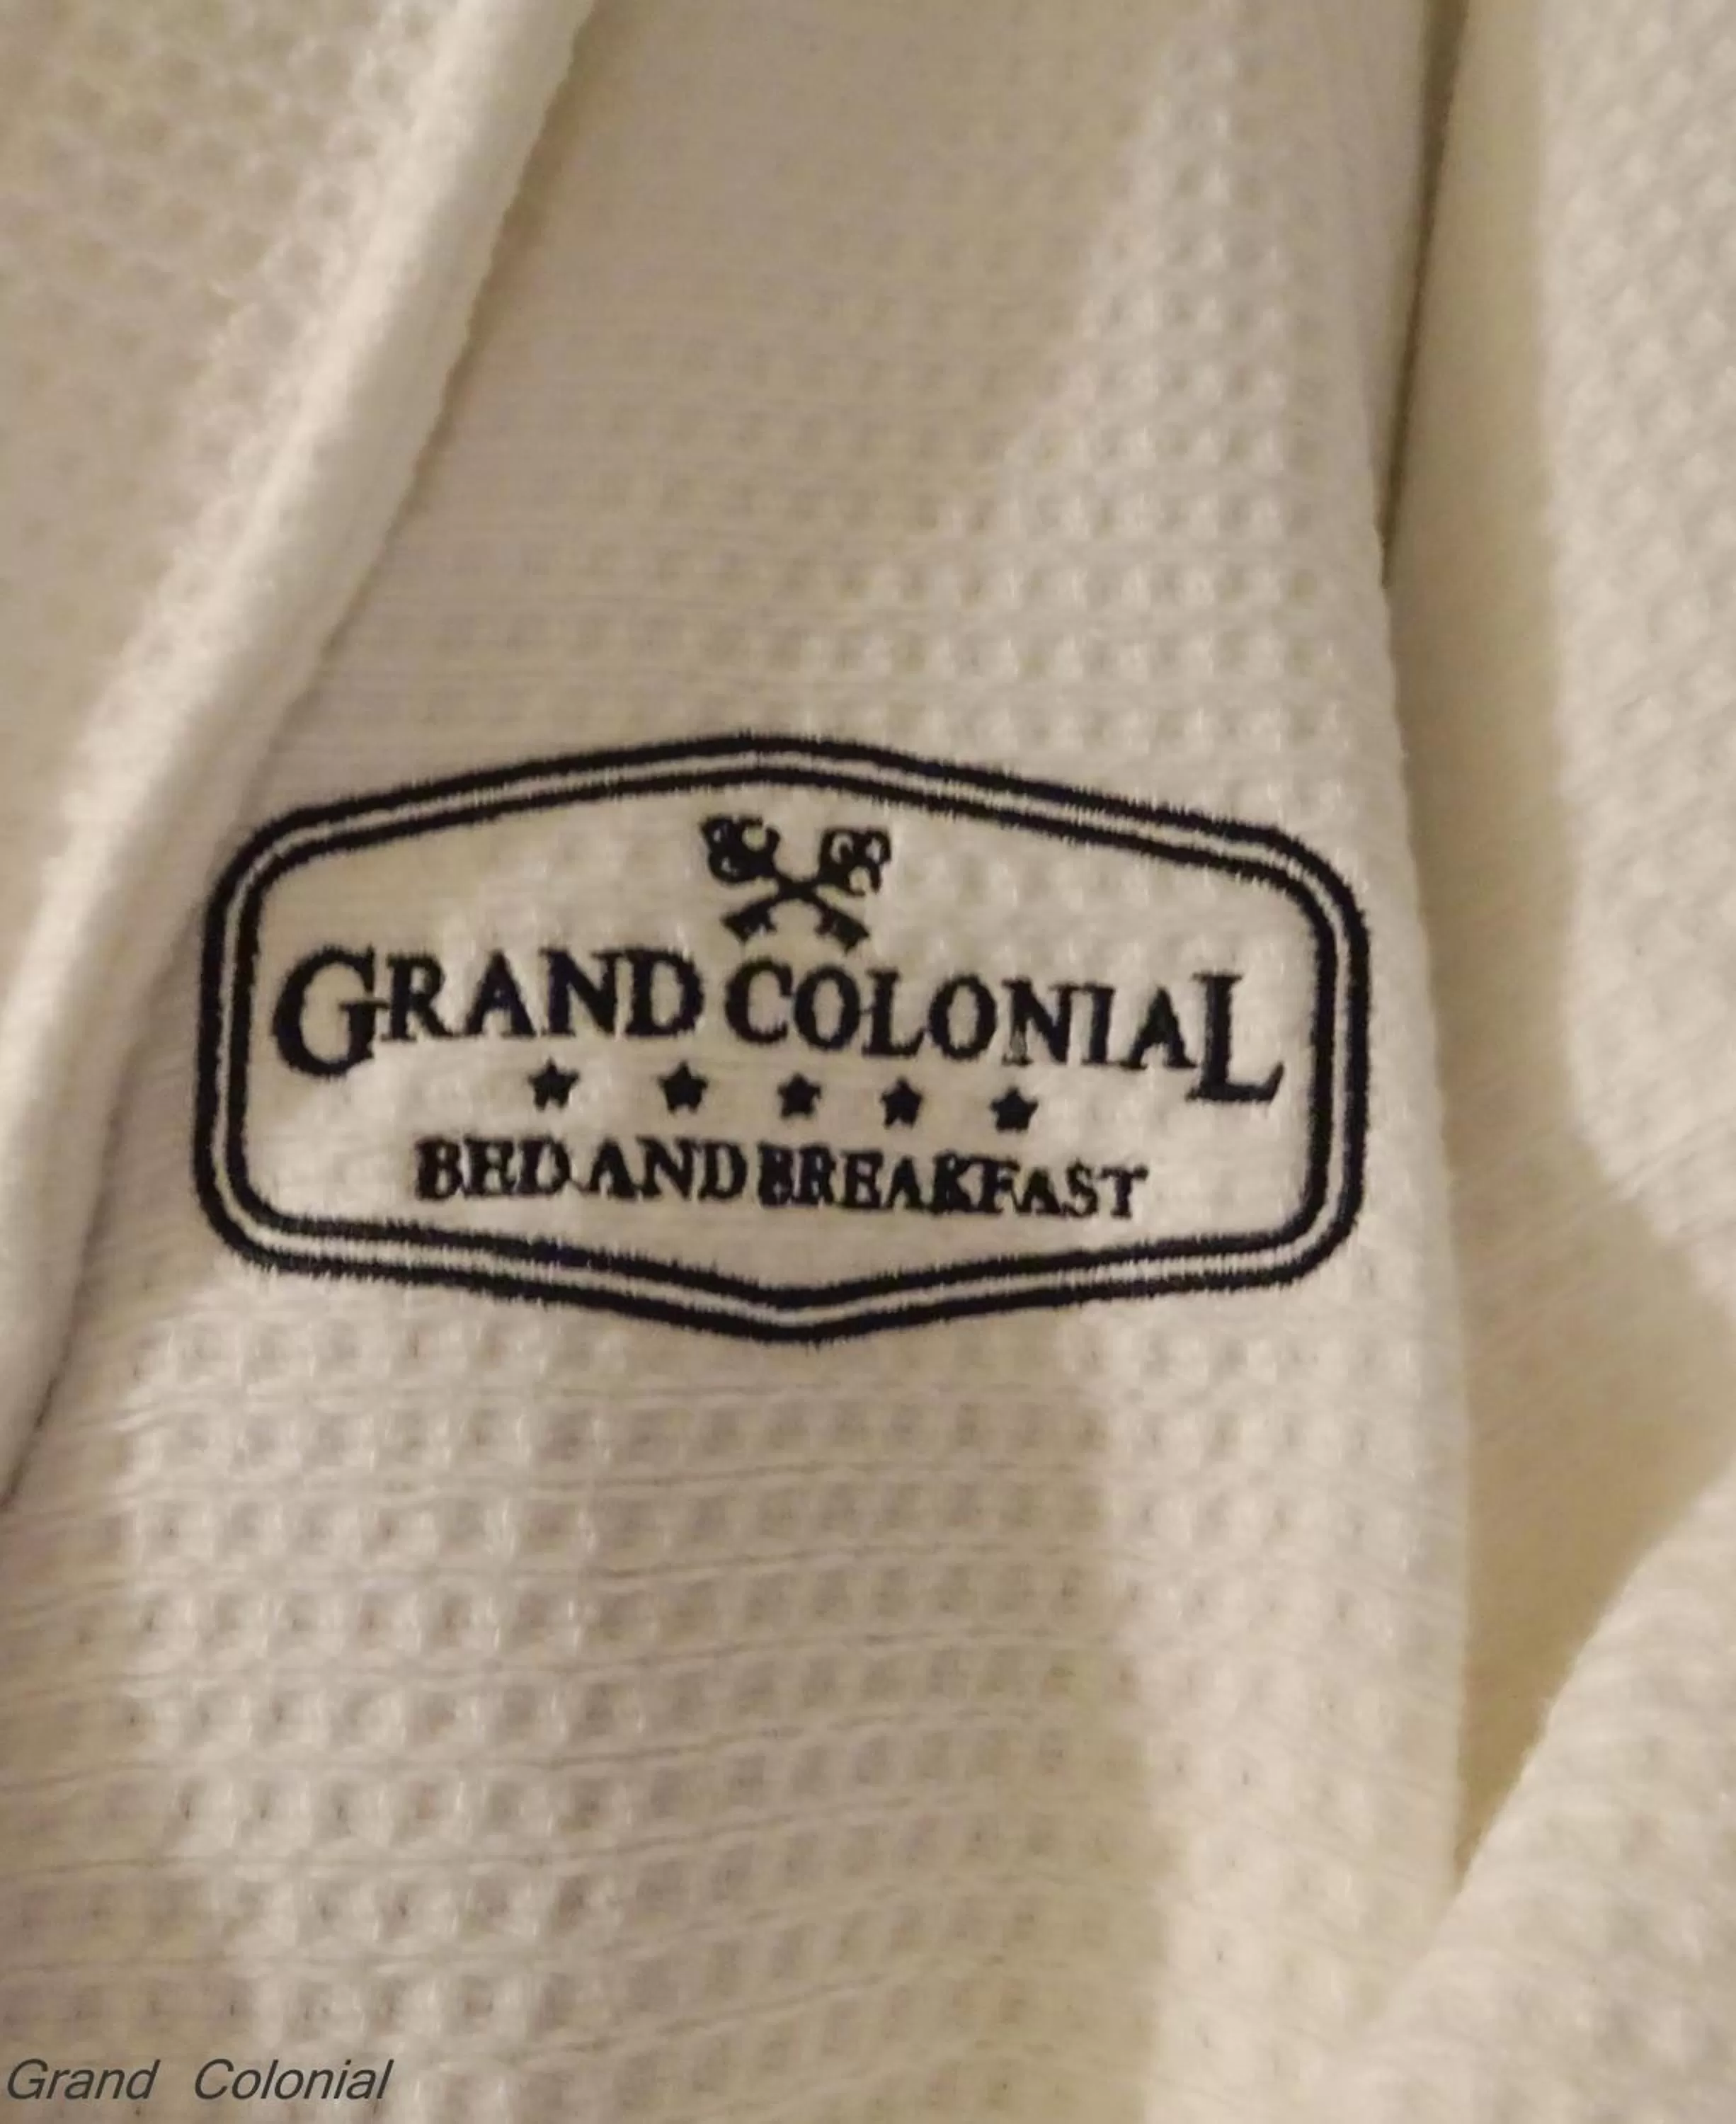 GRAND COLONIAL
BED AND BREAKFAST
Grand Colonial